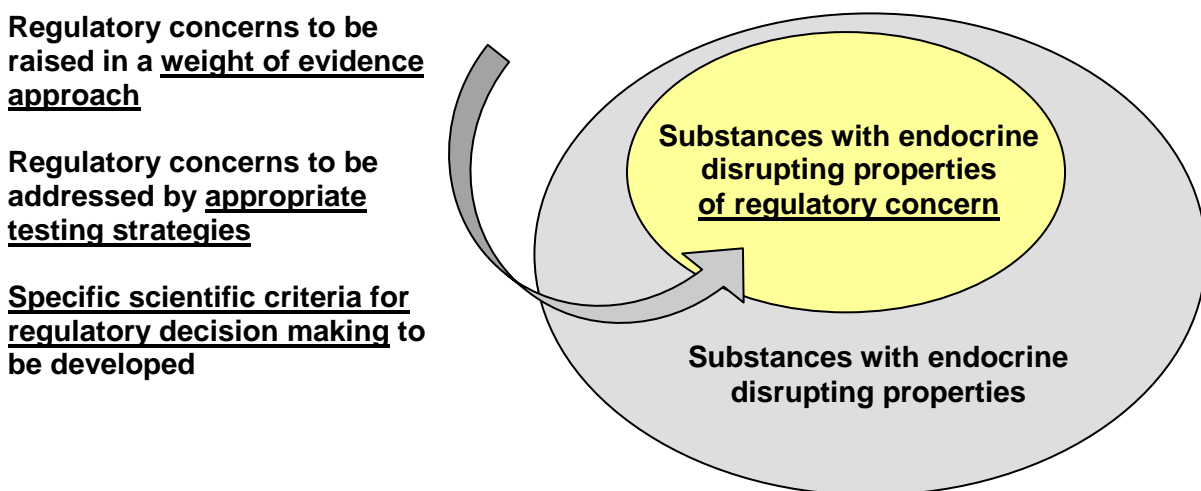 Regulatory concerns to be
raised in a weight of evidence
approach
Regulatory concerns to be
addressed by appropriate
testing strategies
Specific scientific criteria for
regulatory decision making to
be developed
Substances with endocrine
disrupting properties
of regulatory concern
Substances with endocrine
disrupting properties